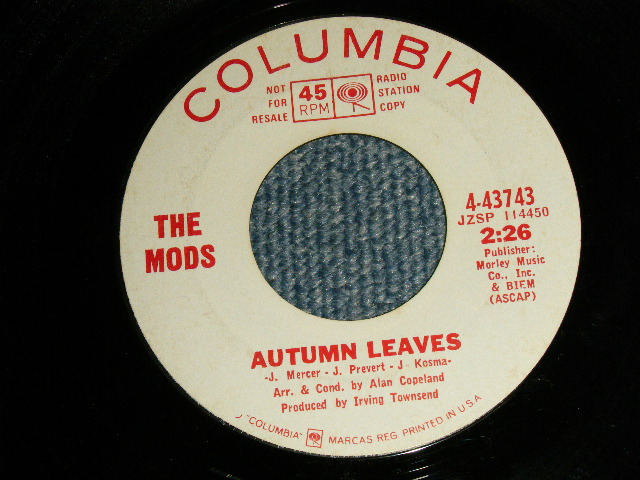 COLUMBIA
NOT
FOR
RESALE
45
RPM
RADIO
STATION
COPY
THE
MODS
4-43743
JZSP 114450
2:26
Publisher:
Morley Music
Co., Inc.
& BIEM
(ASCAP)
AUTUMN LEAVES
-J. Mercer - J. Prevert - J Kosma-
Arr. & Cond. by Alan Copeland
Produced by Irving Townsend
"COLUMBIA" MARCAS REG. PRINTED IN U.S.A.